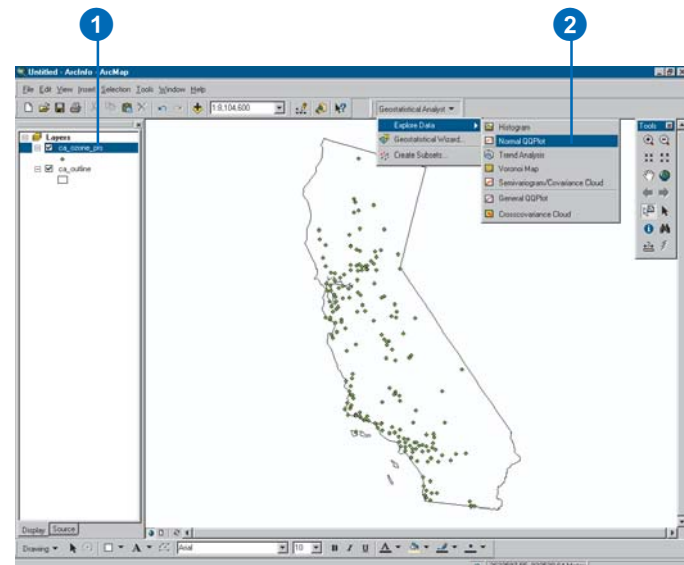 1
2
Untitled - ArcInfo - ArcMap
File Edit View Insert Selection Tools Window Help
1:9,104,600
Geostatistical Analyst
Explore Data
Geostatistical Wizard...
Create Subsets...
Histogram
Normal QQPlot
Trend Analysis
Voronoi Map
Semivariogram/Covariance Cloud
General QQPlot
Crosscovariance Cloud
Tools
Layers
ca_ozone_pts
ca_outline
Display Source
Drawing
A
Arial
10
B I U A